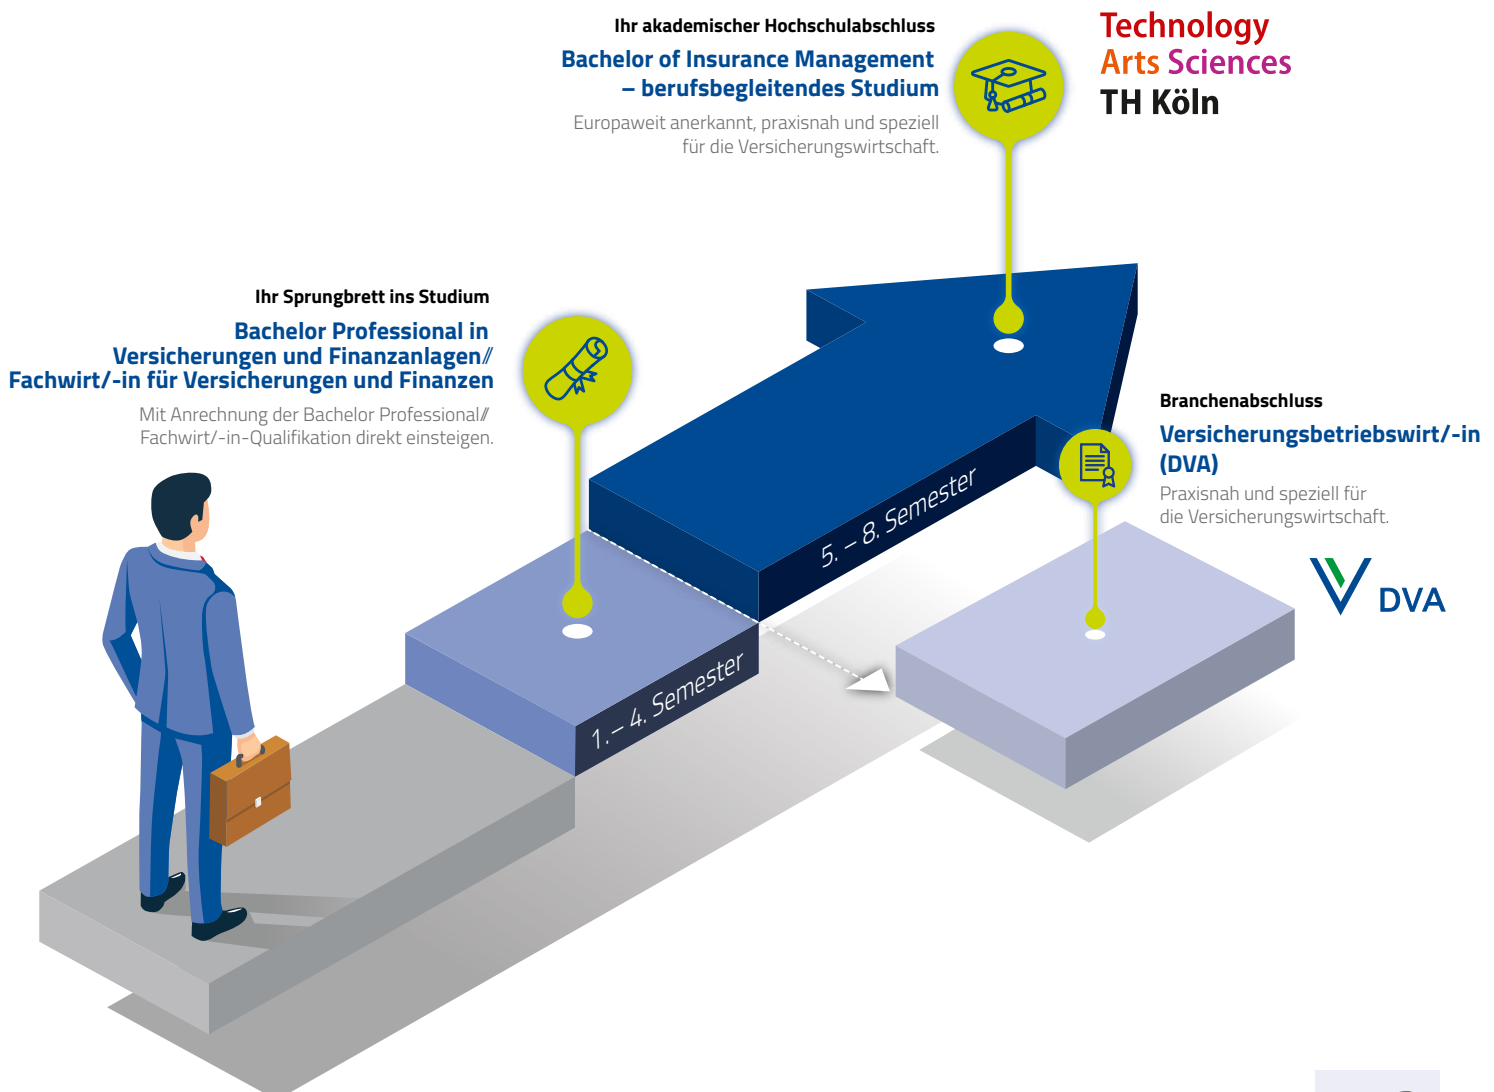 Ihr akademischer Hochschulabschluss
Bachelor of Insurance Management
– berufsbegleitendes Studium
Europaweit anerkannt, praxisnah und speziell
für die Versicherungswirtschaft.
Technology
Arts Sciences
TH Köln
Ihr Sprungbrett ins Studium
Bachelor Professional in
Versicherungen und Finanzanlagen//
Fachwirt/-in für Versicherungen und Finanzen
Mit Anrechnung der Bachelor Professional//
Fachwirt/-in-Qualifikation direkt einsteigen.
Branchenabschluss
Versicherungsbetriebswirt/-in
(DVA)
Praxisnah und speziell für
die Versicherungswirtschaft.
DVA
5. – 8. Semester
1. – 4. Semester